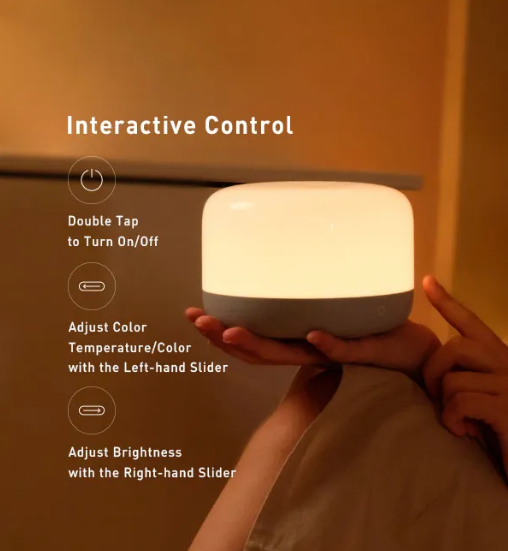 Interactive Control
Double Tap
to Turn On/Off
Adjust Color
Temperature/Color
with the Left-hand Slider
Adjust Brightness
with the Right-hand Slider